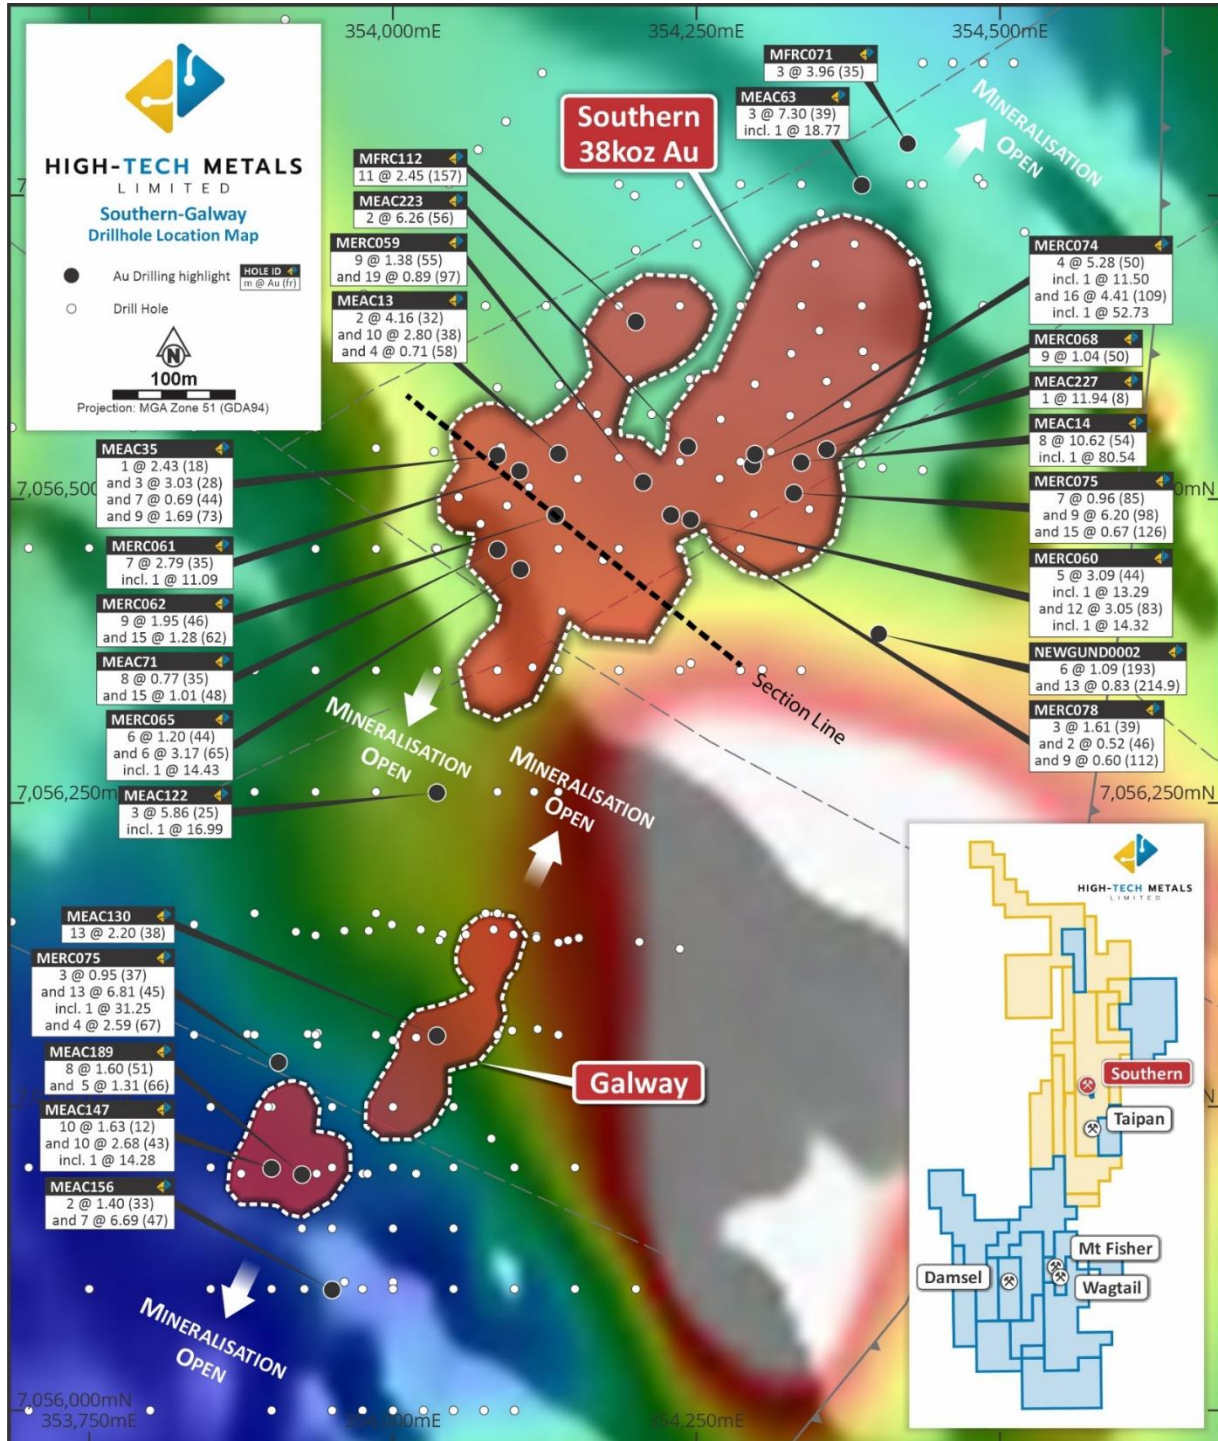 354,000mE
354,250mE
354,500mE
HIGH-TECH METALS
LIMITED
Southern-Galway
Drillhole Location Map
Au Drilling highlight
HOLE ID
m @ Au (fr)
Drill Hole
N
100m
Projection: MGA Zone 51 (GDA94)
MFRC071
3 @ 3.96 (35)
MEAC63
3 @ 7.30 (39)
incl. 1 @ 18.77
Southern
38koz Au
MINERALISATION
OPEN
MFRC112
11 @ 2.45 (157)
MEAC223
2 @ 6.26 (56)
MERC059
9 @ 1.38 (55)
and 19 @ 0.89 (97)
MEAC13
2 @ 4.16 (32)
and 10 @ 2.80 (38)
and 4 @ 0.71 (58)
MERC074
4 @ 5.28 (50)
incl. 1 @ 11.50
and 16 @ 4.41 (109)
incl. 1 @ 52.73
MERC068
9 @ 1.04 (50)
MEAC227
1 @ 11.94 (8)
MEAC14
8 @ 10.62 (54)
incl. 1 @ 80.54
MERC075
7 @ 0.96 (85)
and 9 @ 6.20 (98)
and 15 @ 0.67 (126)
MERC060
5 @ 3.09 (44)
incl. 1 @ 13.29
and 12 @ 3.05 (83)
incl. 1 @ 14.32
NEWGUND0002
6 @ 1.09 (193)
and 13 @ 0.83 (214.9)
MERC078
3 @ 1.61 (39)
and 2 @ 0.52 (46)
and 9 @ 0.60 (112)
MEAC35
1 @ 2.43 (18)
and 3 @ 3.03 (28)
and 7 @ 0.69 (44)
and 9 @ 1.69 (73)
7,056,500
MERC061
7 @ 2.79 (35)
incl. 1 @ 11.09
MERC062
9 @ 1.95 (46)
and 15 @ 1.28 (62)
MEAC71
8 @ 0.77 (35)
and 15 @ 1.01 (48)
MERC065
6 @ 1.20 (44)
and 6 @ 3.17 (65)
incl. 1 @ 14.43
MEAC122
3 @ 5.86 (25)
incl. 1 @ 16.99
Section Line
MINERALISATION
OPEN
MINERALISATION
OPEN
7,056,250mN
7,056,250mN
MEAC130
13 @ 2.20 (38)
MERC075
3 @ 0.95 (37)
and 13 @ 6.81 (45)
incl. 1 @ 31.25
and 4 @ 2.59 (67)
MEAC189
8 @ 1.60 (51)
and 5 @ 1.31 (66)
MEAC147
10 @ 1.63 (12)
and 10 @ 2.68 (43)
incl. 1 @ 14.28
MEAC156
2 @ 1.40 (33)
and 7 @ 6.69 (47)
Galway
MINERALISATION
OPEN
HIGH-TECH METALS
LIMITED
Southern
Taipan
Mt Fisher
Damsel
Wagtail
7,056,000mN
353,750mE
354,000mE
354,250mE